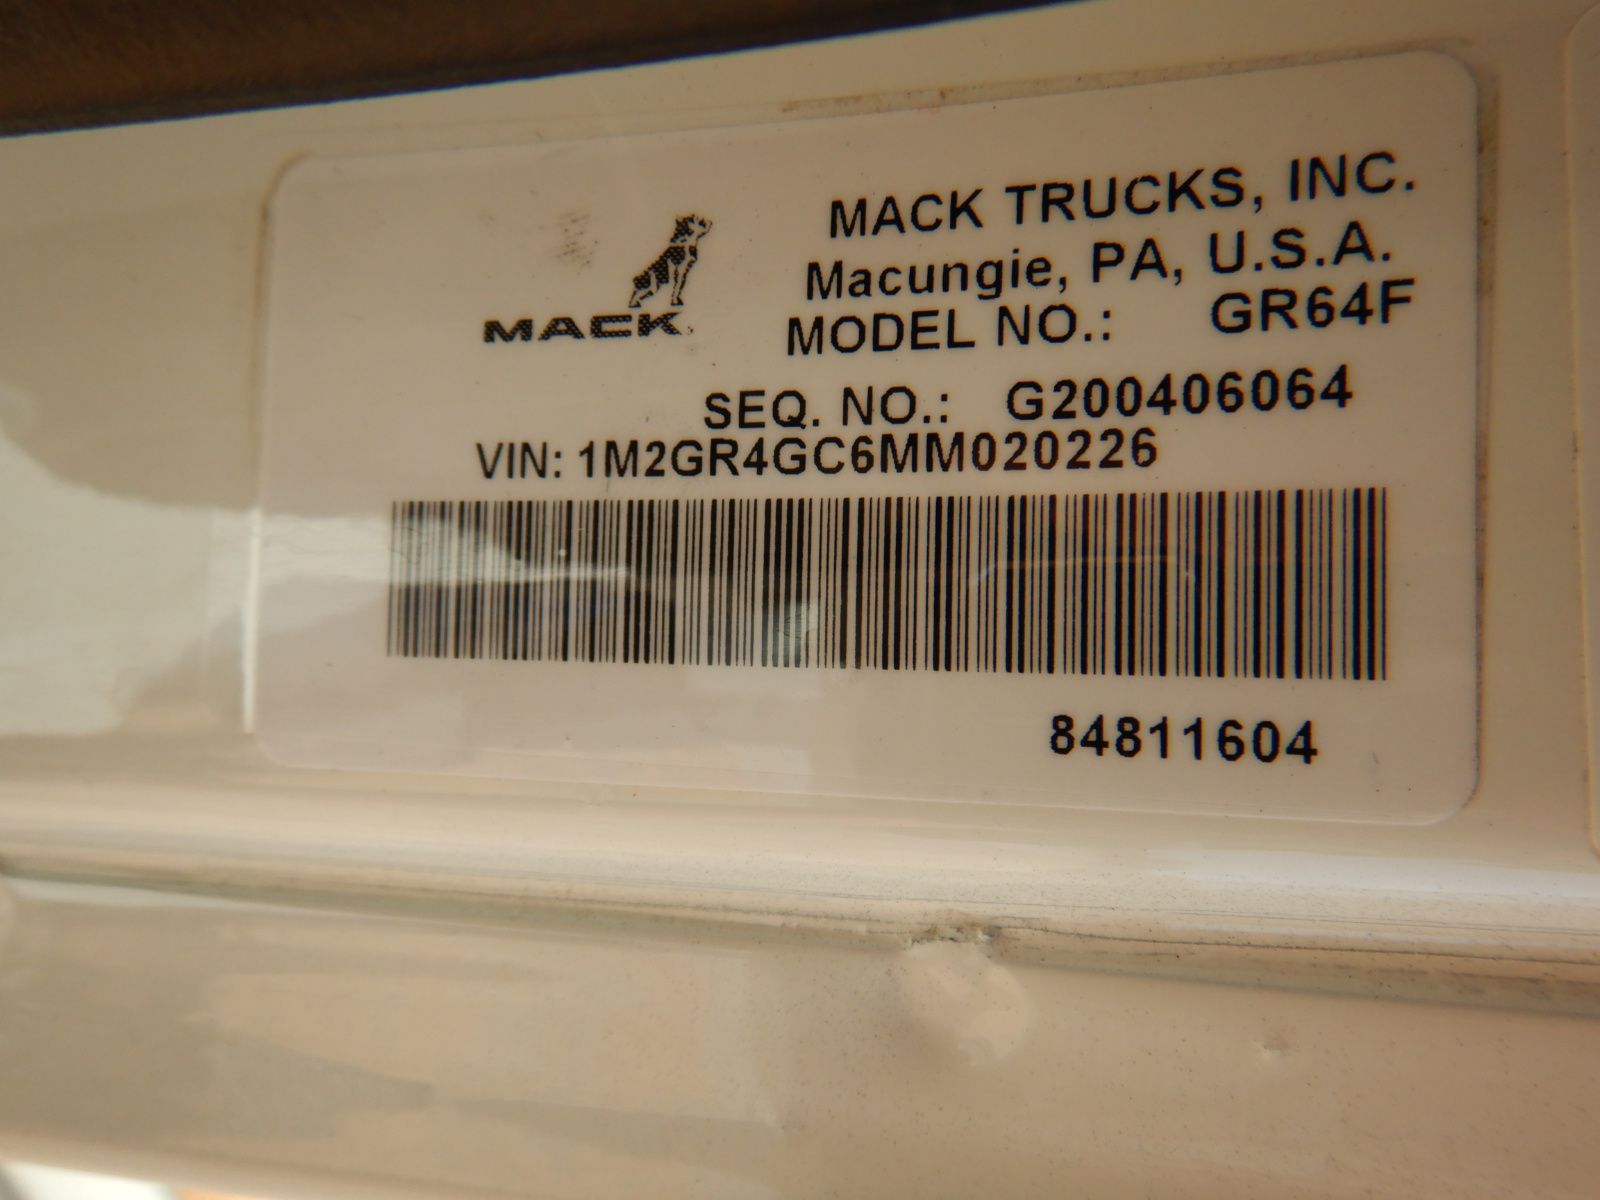 MACK TRUCKS, INC.
Macungie, PA, U.S.A.
MACK
MODEL NO.: GR64F
SEQ. NO.: G200406064
VIN: 1M2GR4GC6MM020226
84811604